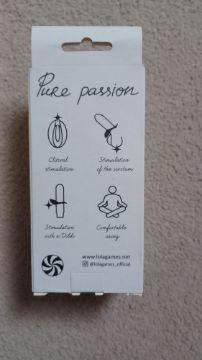 Pure passion
Clitoral
stimulation
Stimulation
of the scrotum
Stimulation
with a Dildo
Comfortable
using
www.lolagames.net
@lolagames_official